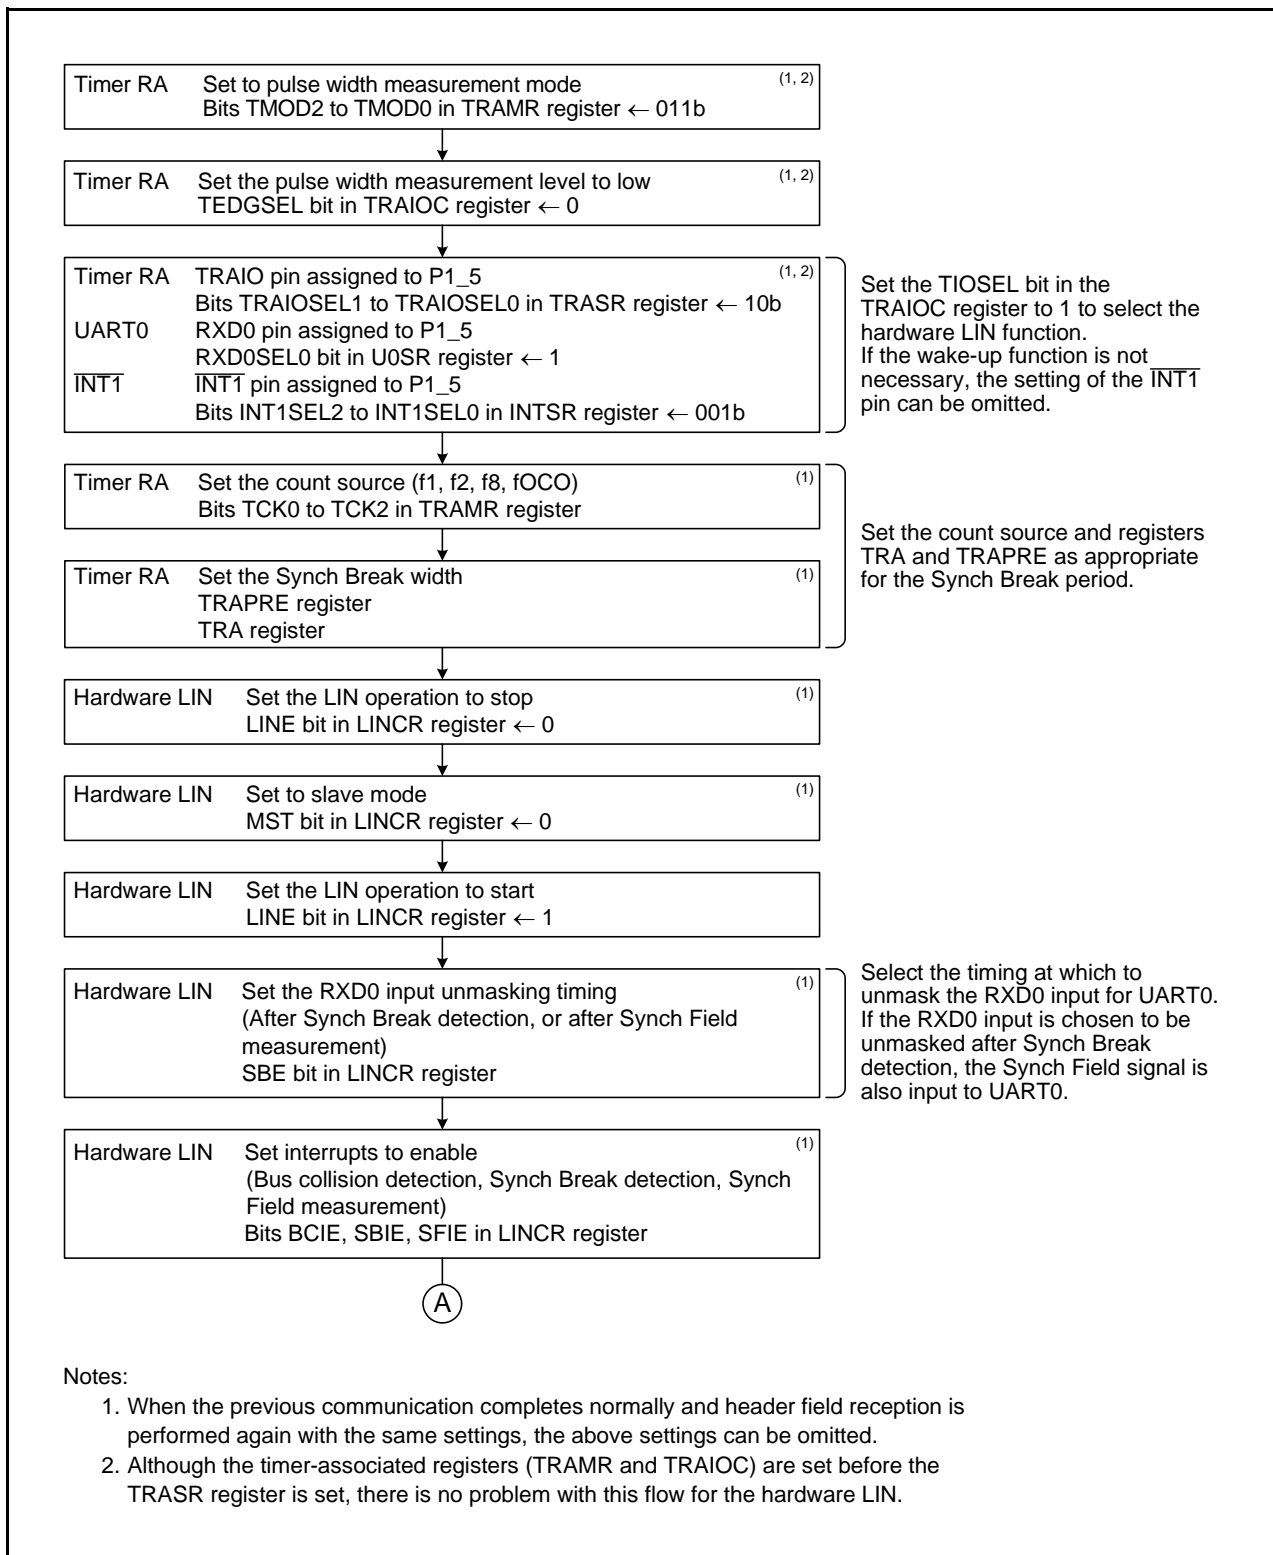 Timer RA Set to pulse width measurement mode (1, 2)
Bits TMOD2 to TMOD0 in TRAMR register ← 011b
Timer RA Set the pulse width measurement level to low (1, 2)
TEDGSEL bit in TRAIOC register ← 0
Timer RA TRAIO pin assigned to P1_5 (1, 2)
Bits TRAIOSEL1 to TRAIOSEL0 in TRASR register ← 10b
UART0 RXD0 pin assigned to P1_5
RXD0SEL0 bit in U0SR register ← 1
INT1 INT1 pin assigned to P1_5
Bits INT1SEL2 to INT1SEL0 in INTSR register ← 001b
Set the TIOSEL bit in the
TRAIOC register to 1 to select the
hardware LIN function.
If the wake-up function is not
necessary, the setting of the INT1
pin can be omitted.
Timer RA Set the count source (f1, f2, f8, fOCO) (1)
Bits TCK0 to TCK2 in TRAMR register
Timer RA Set the Synch Break width (1)
TRAPRE register
TRA register
Set the count source and registers
TRA and TRAPRE as appropriate
for the Synch Break period.
Hardware LIN Set the LIN operation to stop (1)
LINE bit in LINCR register ← 0
Hardware LIN Set to slave mode (1)
MST bit in LINCR register ← 0
Hardware LIN Set the LIN operation to start
LINE bit in LINCR register ← 1
Hardware LIN Set the RXD0 input unmasking timing (1)
(After Synch Break detection, or after Synch Field
measurement)
SBE bit in LINCR register
Select the timing at which to
unmask the RXD0 input for UART0.
If the RXD0 input is chosen to be
unmasked after Synch Break
detection, the Synch Field signal is
also input to UART0.
Hardware LIN Set interrupts to enable (1)
(Bus collision detection, Synch Break detection, Synch
Field measurement)
Bits BCIE, SBIE, SFIE in LINCR register
A
Notes:
1. When the previous communication completes normally and header field reception is
performed again with the same settings, the above settings can be omitted.
2. Although the timer-associated registers (TRAMR and TRAIOC) are set before the
TRASR register is set, there is no problem with this flow for the hardware LIN.